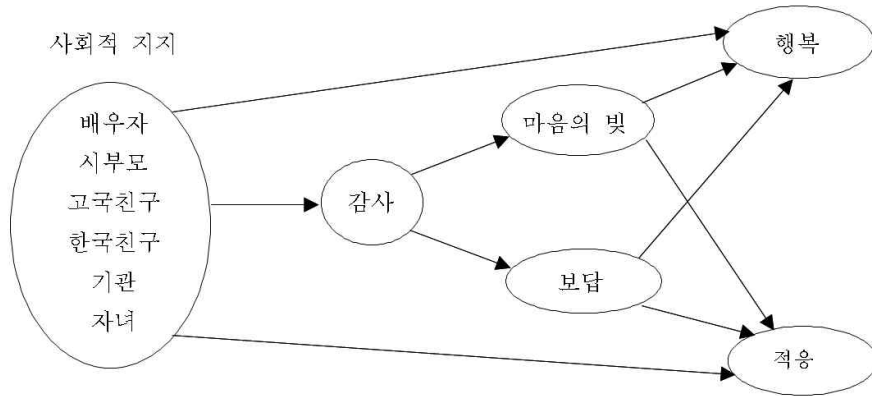 사회적 지지
배우자
시부모
고국친구
한국친구
기관
자녀
감사
마음의 빚
보답
행복
적응